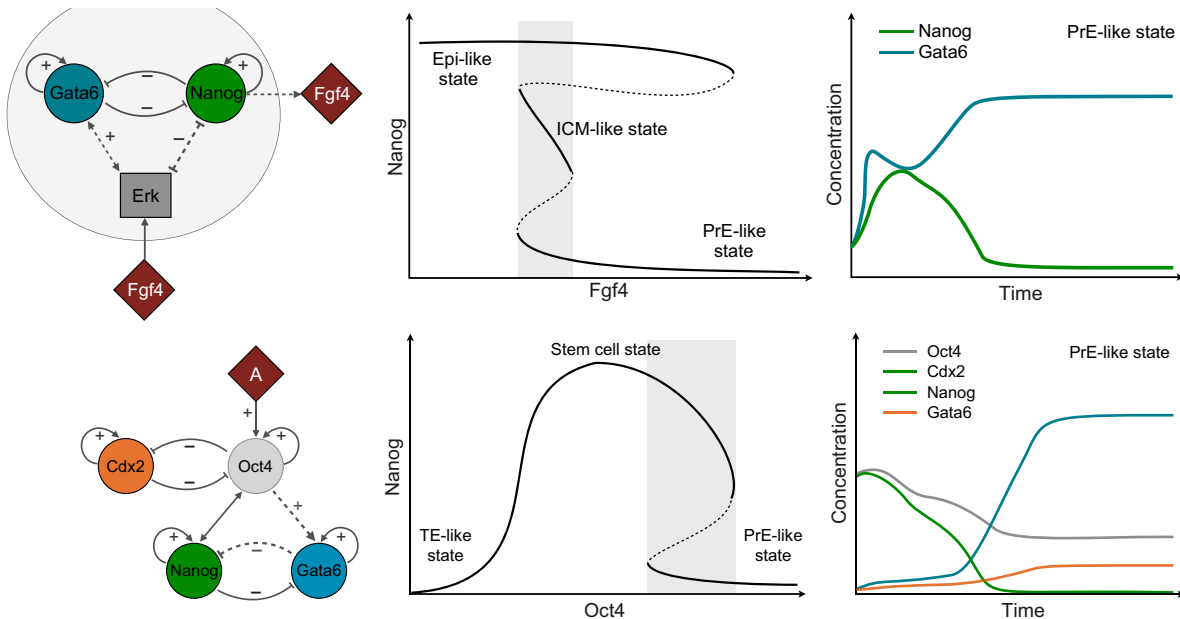 Gata6
Nanog
Fgf4
+
+
−
−
+
−
Erk
Fgf4
Nanog
Epi-like
state
ICM-like state
PrE-like
state
Fgf4
Concentration
Nanog
Gata6
PrE-like state
Time
A
+
Cdx2
Oct4
+
+
−
−
+
Nanog
Gata6
+
+
−
−
Nanog
Stem cell state
TE-like
state
PrE-like
state
Oct4
Concentration
Oct4
Cdx2
Nanog
Gata6
PrE-like state
Time